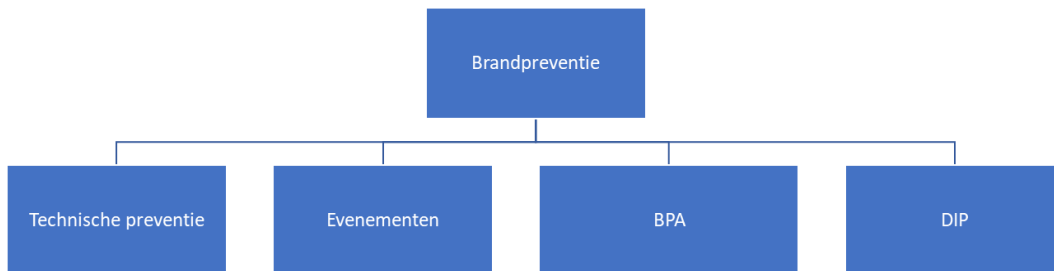 Brandpreventie
Technische preventie
Evenementen
BPA
DIP